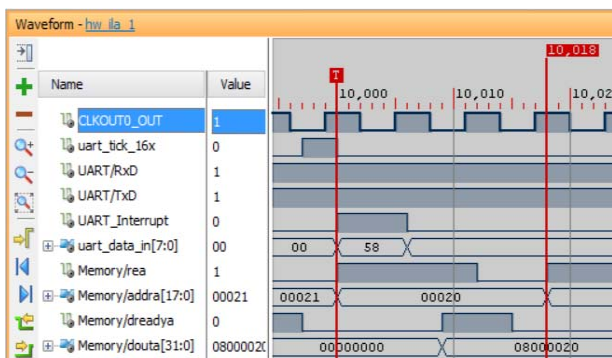 Waveform - hw_ila_1
10,018
Name Value
T
10,000 10,010 10,02
CLKOUT0_OUT 1
uart_tick_16x 0
UART/RxD 1
UART/TxD 1
UART_Interrupt 0
uart_data_in[7:0] 00 00 58
Memory/rea 1
Memory/addra[17:0] 00021 00021 00020
Memory/dreadya 0
Memory/douta[31:0] 0800002 00000000 08000020